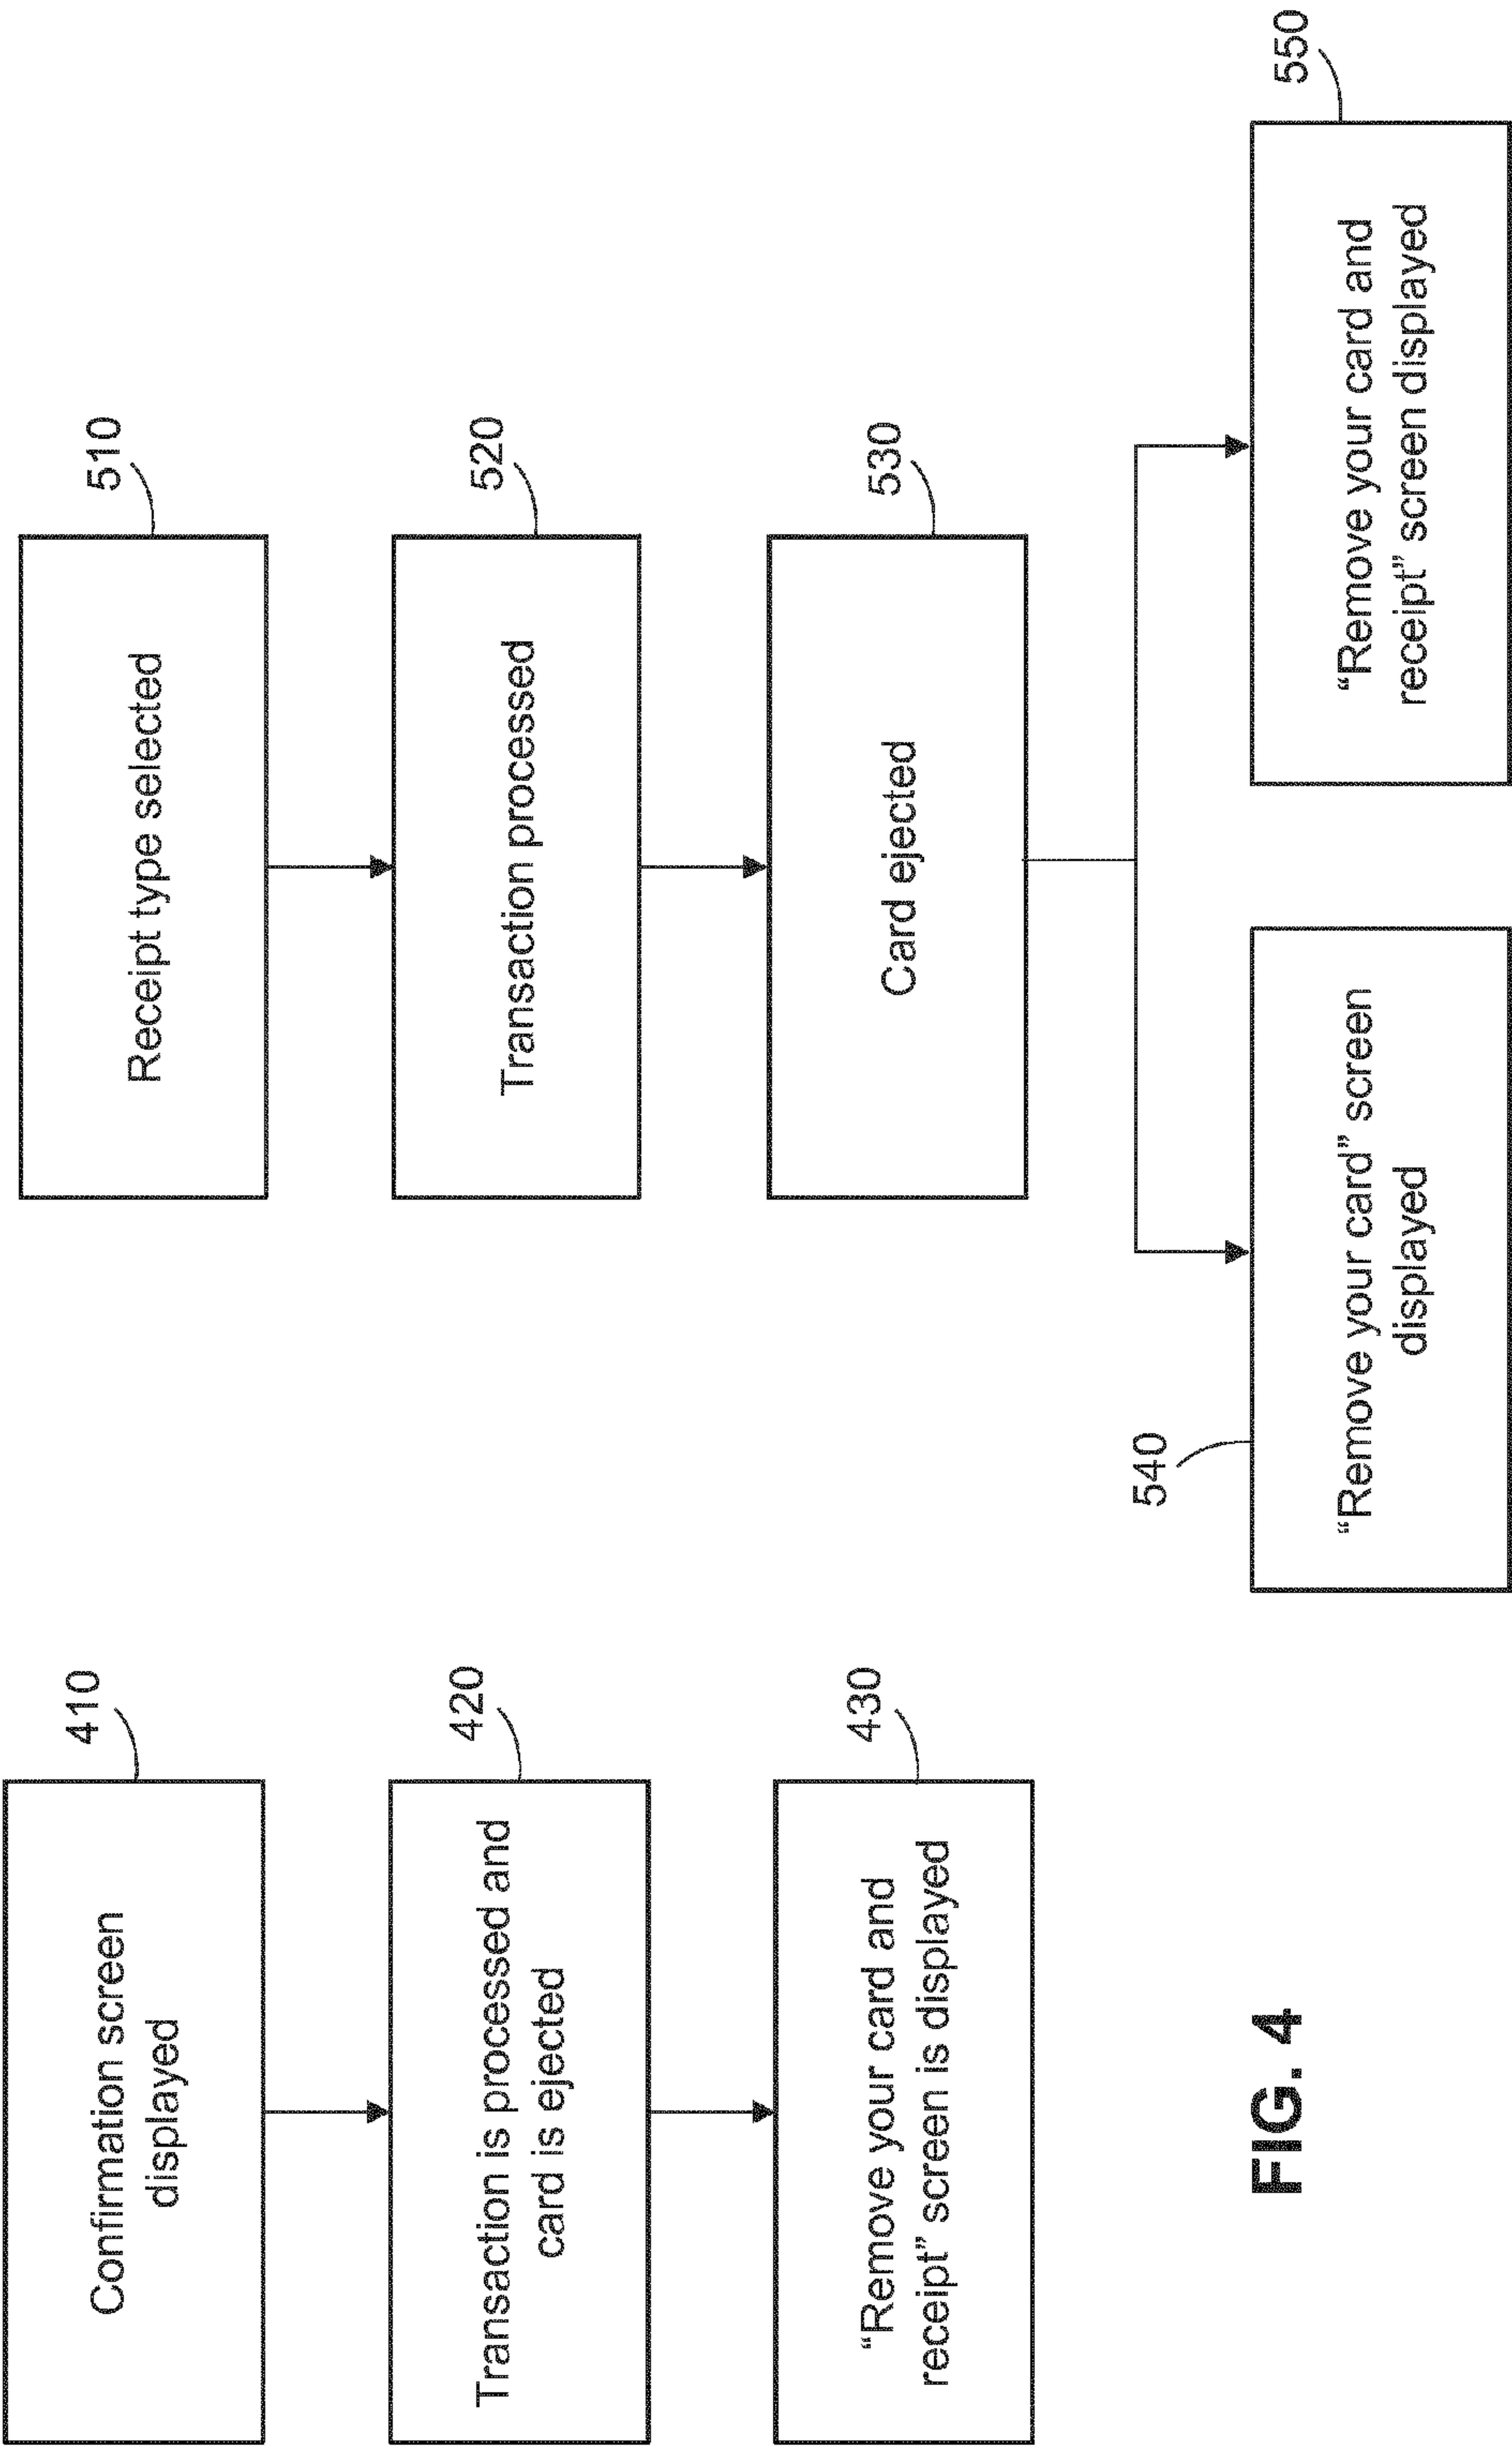 410
Confirmation screen
displayed
420
Transaction is processed and
card is ejected
430
“Remove your card and
receipt” screen is displayed
FIG. 4
510
Receipt type selected
520
Transaction processed
530
Card ejected
540
“Remove your card” screen
displayed
550
“Remove your card and
receipt” screen displayed